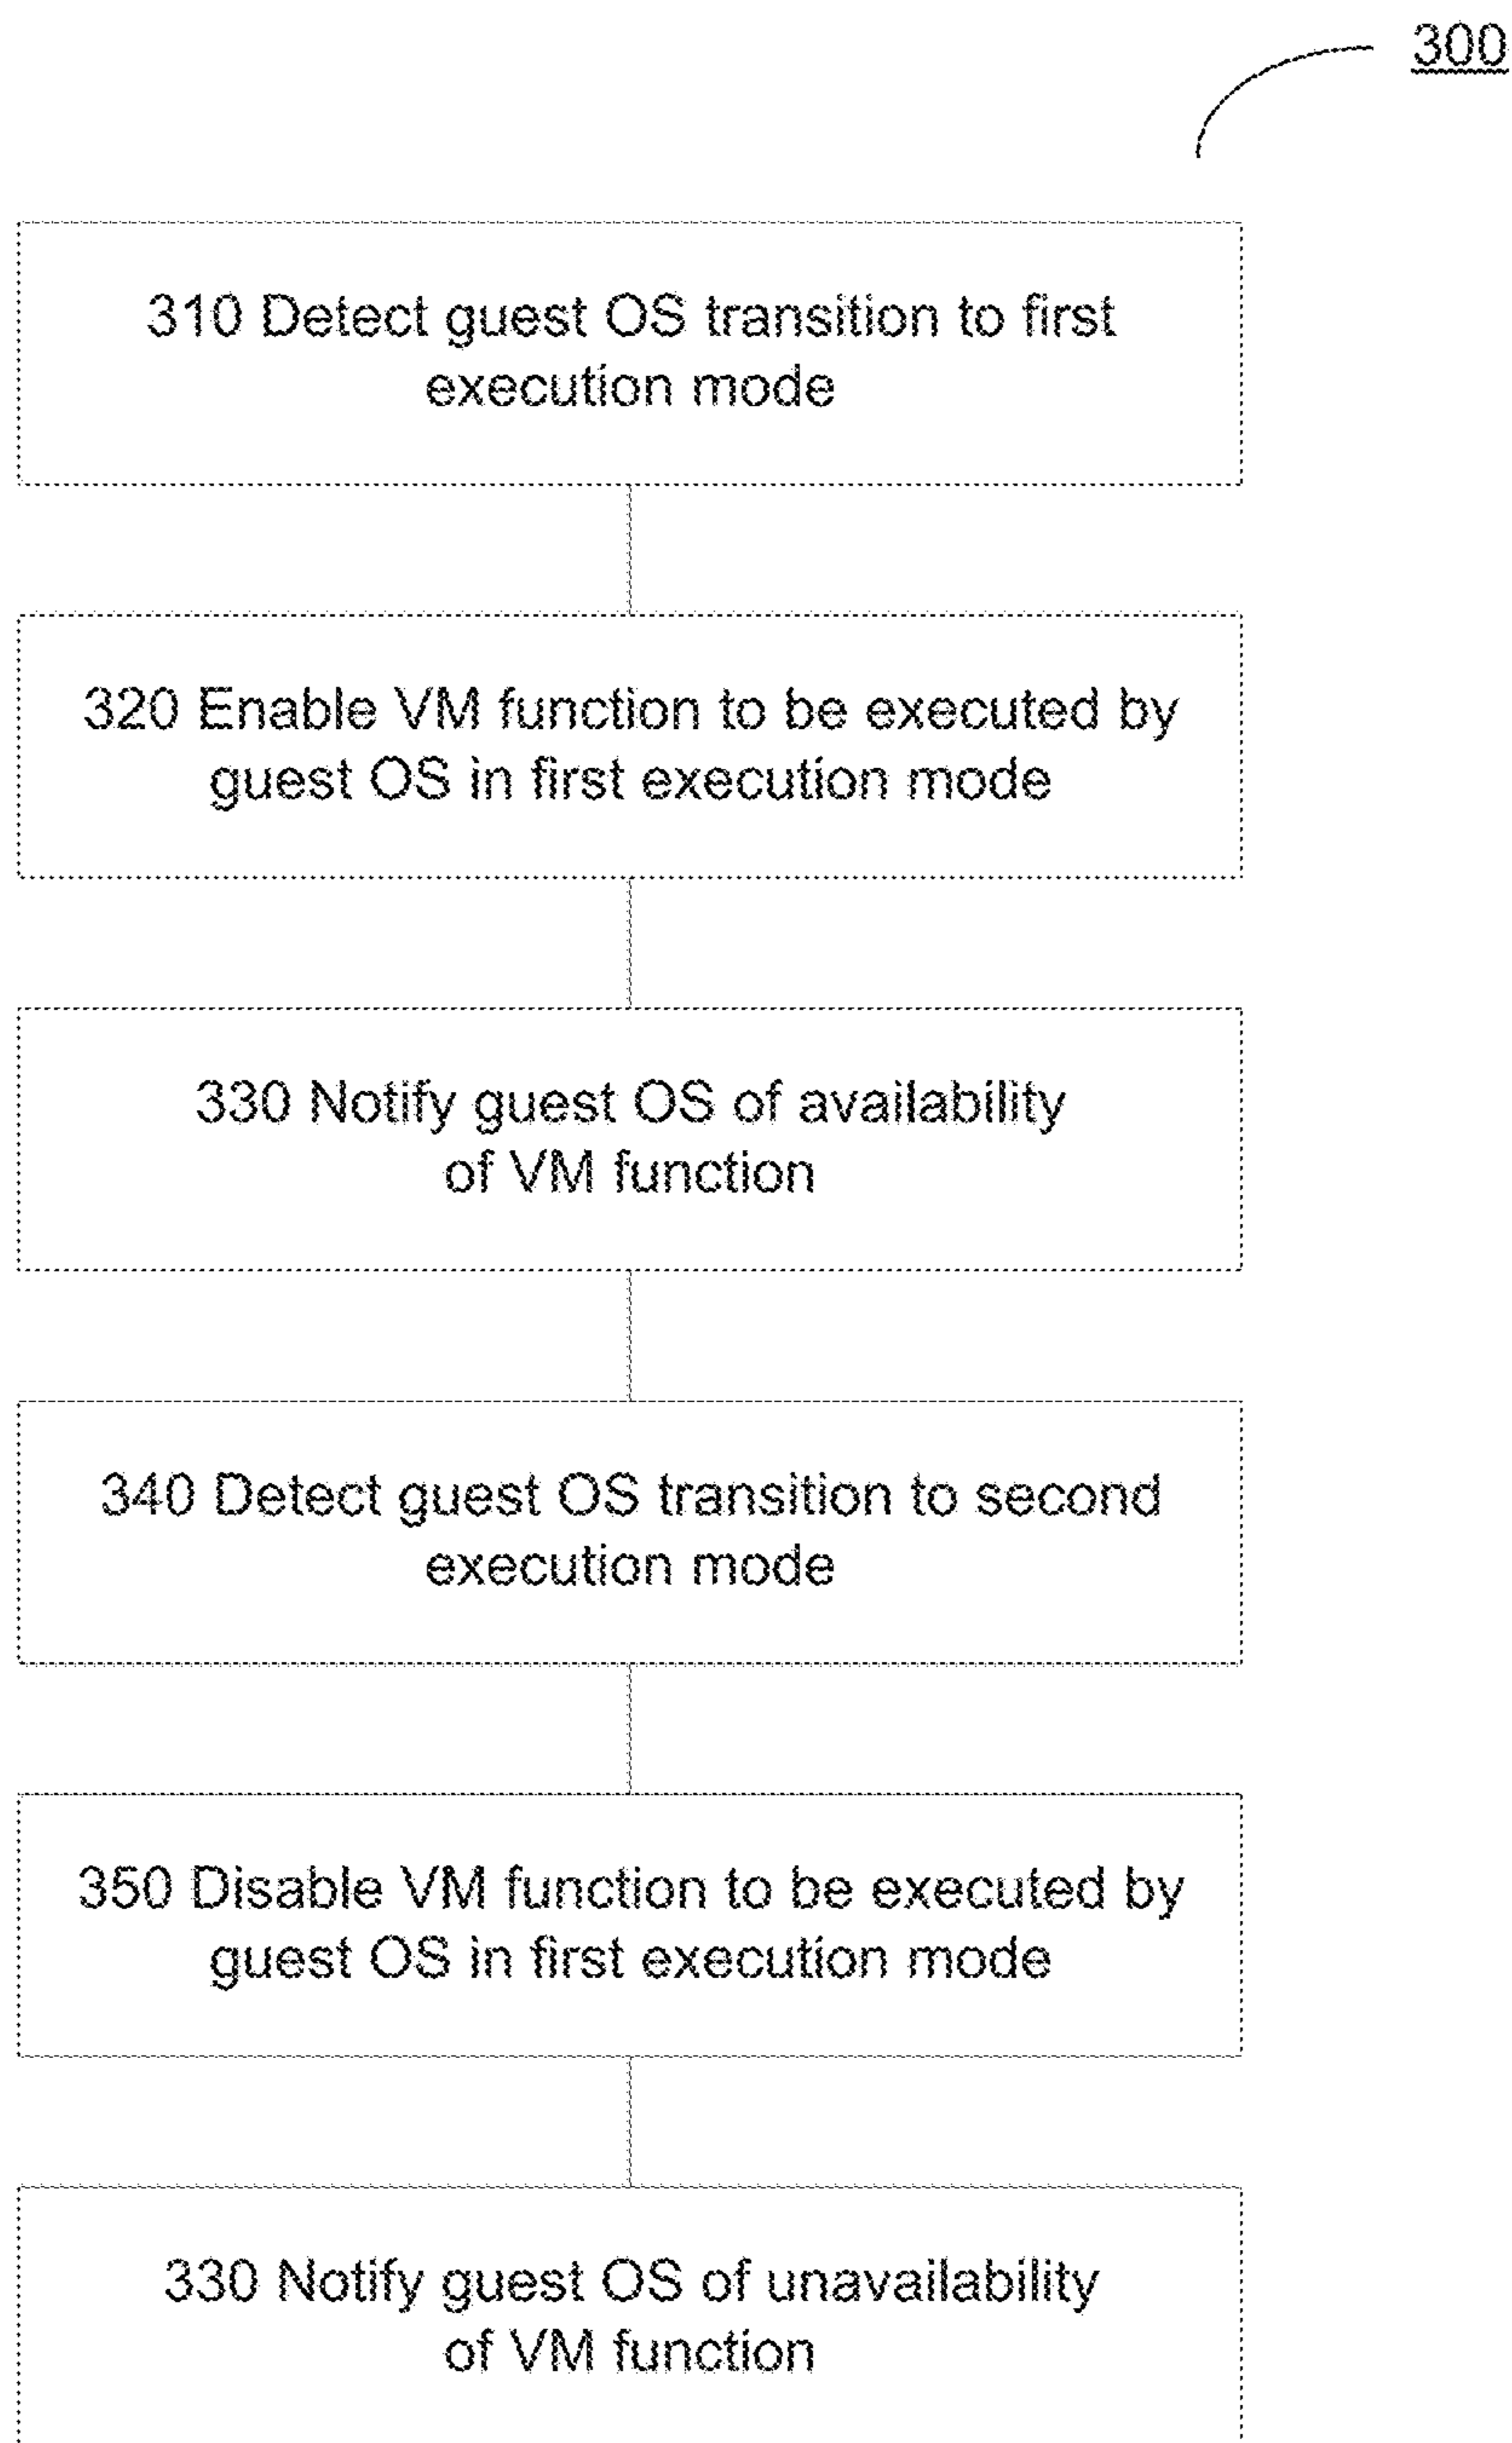 300
310 Detect guest OS transition to first
execution mode
320 Enable VM function to be executed by
guest OS in first execution mode
330 Notify guest OS of availability
of VM function
340 Detect guest OS transition to second
execution mode
350 Disable VM function to be executed by
guest OS in first execution mode
330 Notify guest OS of unavailability
of VM function